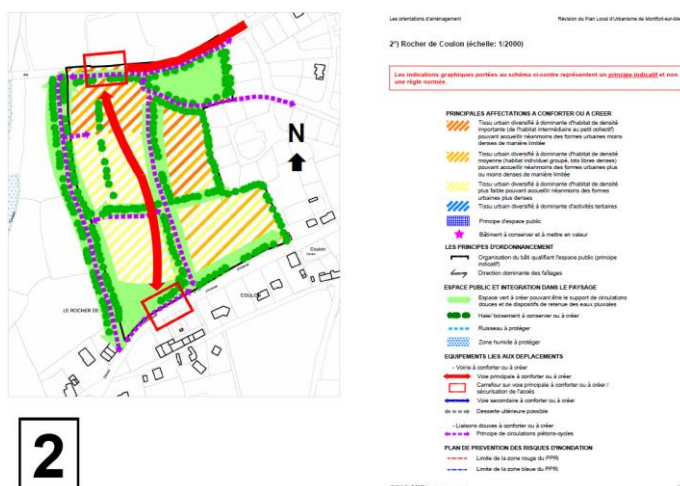 N
COULON
Coulon
LE ROCHER DE
2
Les orientations d'aménagement
Révision du Plan Local d'Urbanisme de Montfort-sur-Meu
2°) Rocher de Coulon (échelle: 1/2000)
Les indications graphiques portées au schéma ci-contre représentent un principe indicatif et non
une règle normée.
PRINCIPALES AFFECTATIONS A CONFORTER OU A CREER
Tissu urbain diversifié à dominante d'habitat de densité
importante (de l'habitat intermédiaire au petit collectif)
pouvant accueillir néanmoins des formes urbaines moins
denses de manière limitée
Tissu urbain diversifié à dominante d'habitat de densité
moyenne (habitat individuel groupé, lots libres denses)
pouvant accueillir néanmoins des formes urbaines plus
ou moins denses de manière limitée
Tissu urbain diversifié à dominante d'habitat de densité
plus faible pouvant accueillir néanmoins des formes
urbaines plus denses
Tissu urbain diversifié à dominante d'activités tertiaires
Principe d'espace public
Bâtiment à conserver et à mettre en valeur
LES PRINCIPES D'ORDONNANCEMENT
Organisation du bâti qualifiant l'espace public (principe
indicatif)
Direction dominante des faîtages
ESPACE PUBLIC ET INTEGRATION DANS LE PAYSAGE
Espace vert à créer pouvant être le support de circulations
douces et de dispositifs de retenue des eaux pluviales
Haie/ boisement à conserver ou à créer
Ruisseau à protéger
Zone humide à protéger
EQUIPEMENTS LIES AUX DEPLACEMENTS
- Voirie à conforter ou à créer
Voie principale à conforter ou à créer
Carrefour sur voie principale à conforter ou à créer /
sécurisation de l'accès
Voie secondaire à conforter ou à créer
Desserte ultérieure possible
- Liaisons douces à conforter ou à créer
Principe de circulations piétons-cycles
PLAN DE PREVENTION DES RISQUES D'INONDATION
Limite de la zone rouge du PPRi
Limite de la zone bleue du PPRi